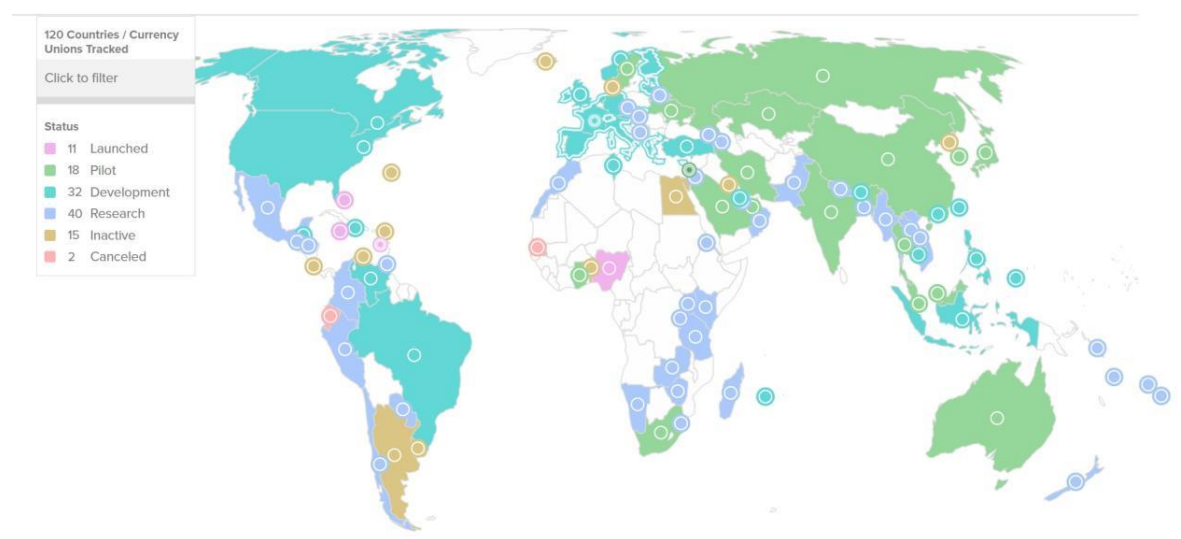 120 Countries / Currency
Unions Tracked
Click to filter
Status
11 Launched
18 Pilot
32 Development
40 Research
15 Inactive
2 Canceled